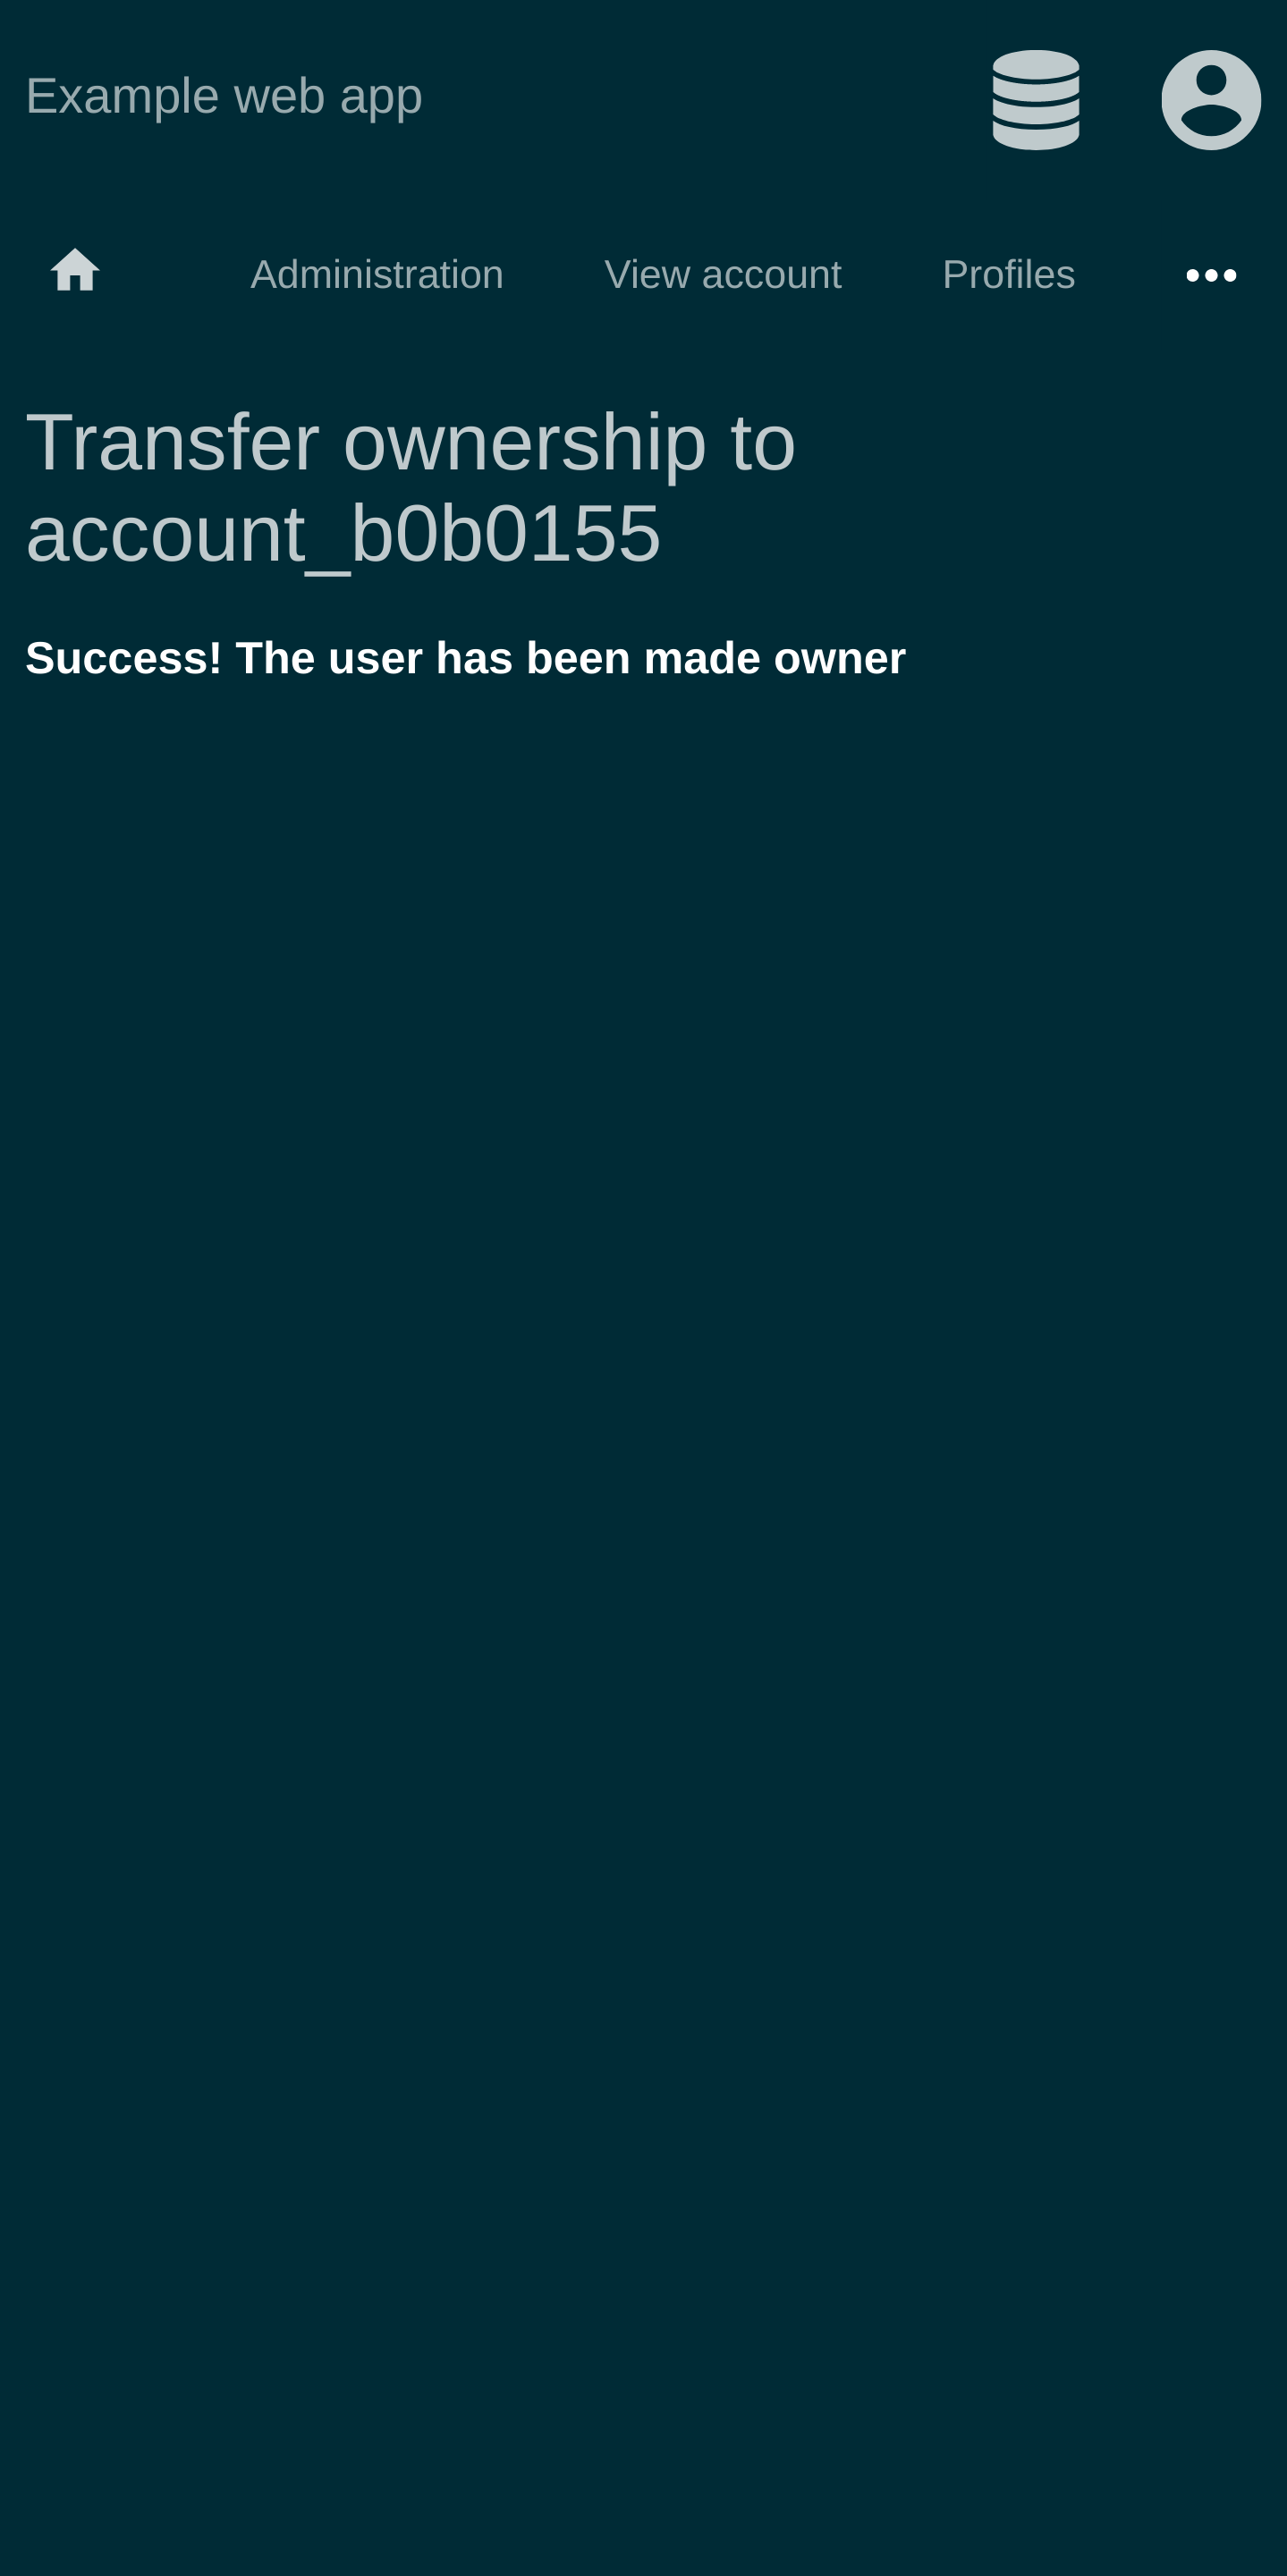 Example web app
Administration View account Profiles
Transfer ownership to
account_b0b0155
Success! The user has been made owner